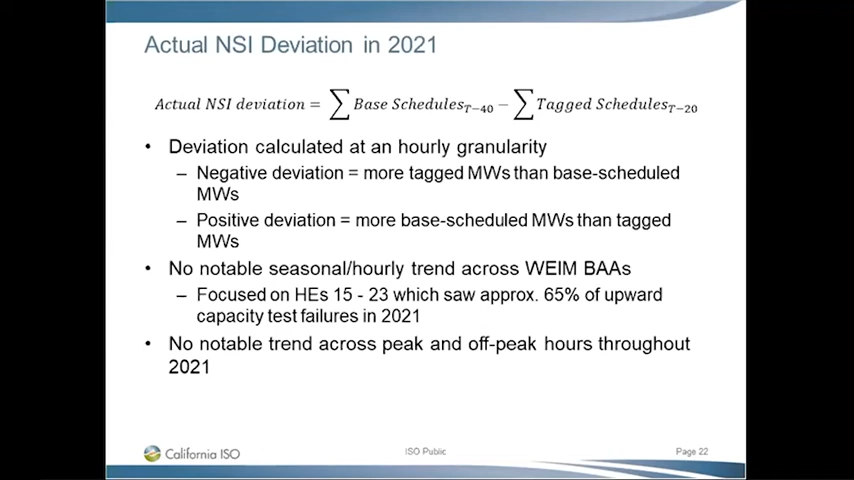 Actual NSI Deviation in 2021
Actual NSI deviation = ∑ Base Schedules_{T−40} − ∑ Tagged Schedules_{T−20}
• Deviation calculated at an hourly granularity
– Negative deviation = more tagged MWs than base-scheduled
MWs
– Positive deviation = more base-scheduled MWs than tagged
MWs
• No notable seasonal/hourly trend across WEIM BAAs
– Focused on HEs 15 - 23 which saw approx. 65% of upward
capacity test failures in 2021
• No notable trend across peak and off-peak hours throughout
2021
California ISO
ISO Public
Page 22